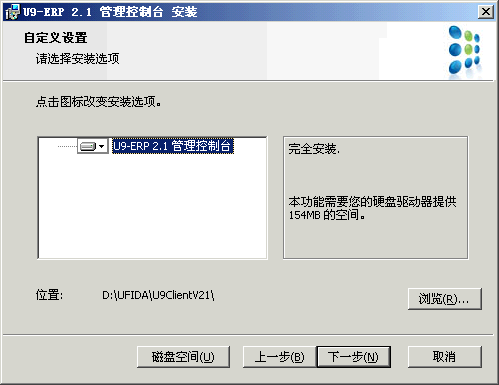 U9-ERP 2.1 管理控制台 安装
自定义设置
请选择安装选项
点击图标改变安装选项。
U9-ERP 2.1 管理控制台
完全安装.
本功能需要您的硬盘驱动器提供
154MB 的空间。
位置: D:\UFIDA\U9ClientV21\
浏览(R)...
磁盘空间(U) 上一步(B) 下一步(N) 取消